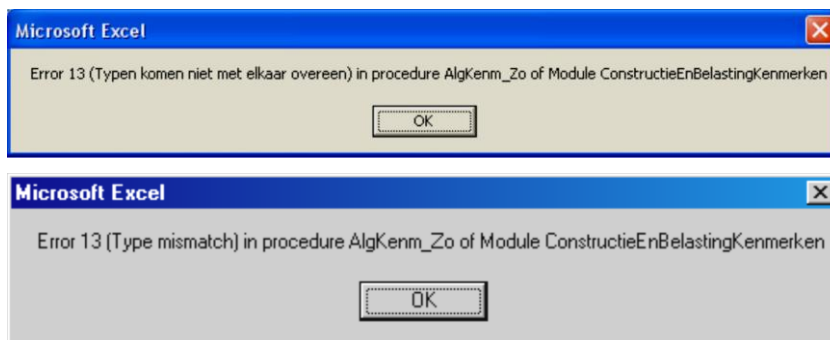 Microsoft Excel
Error 13 (Typen komen niet met elkaar overeen) in procedure AlgKenm_Zo of Module ConstructieEnBelastingKenmerken
OK
Microsoft Excel
Error 13 (Type mismatch) in procedure AlgKenm_Zo of Module ConstructieEnBelastingKenmerken
OK